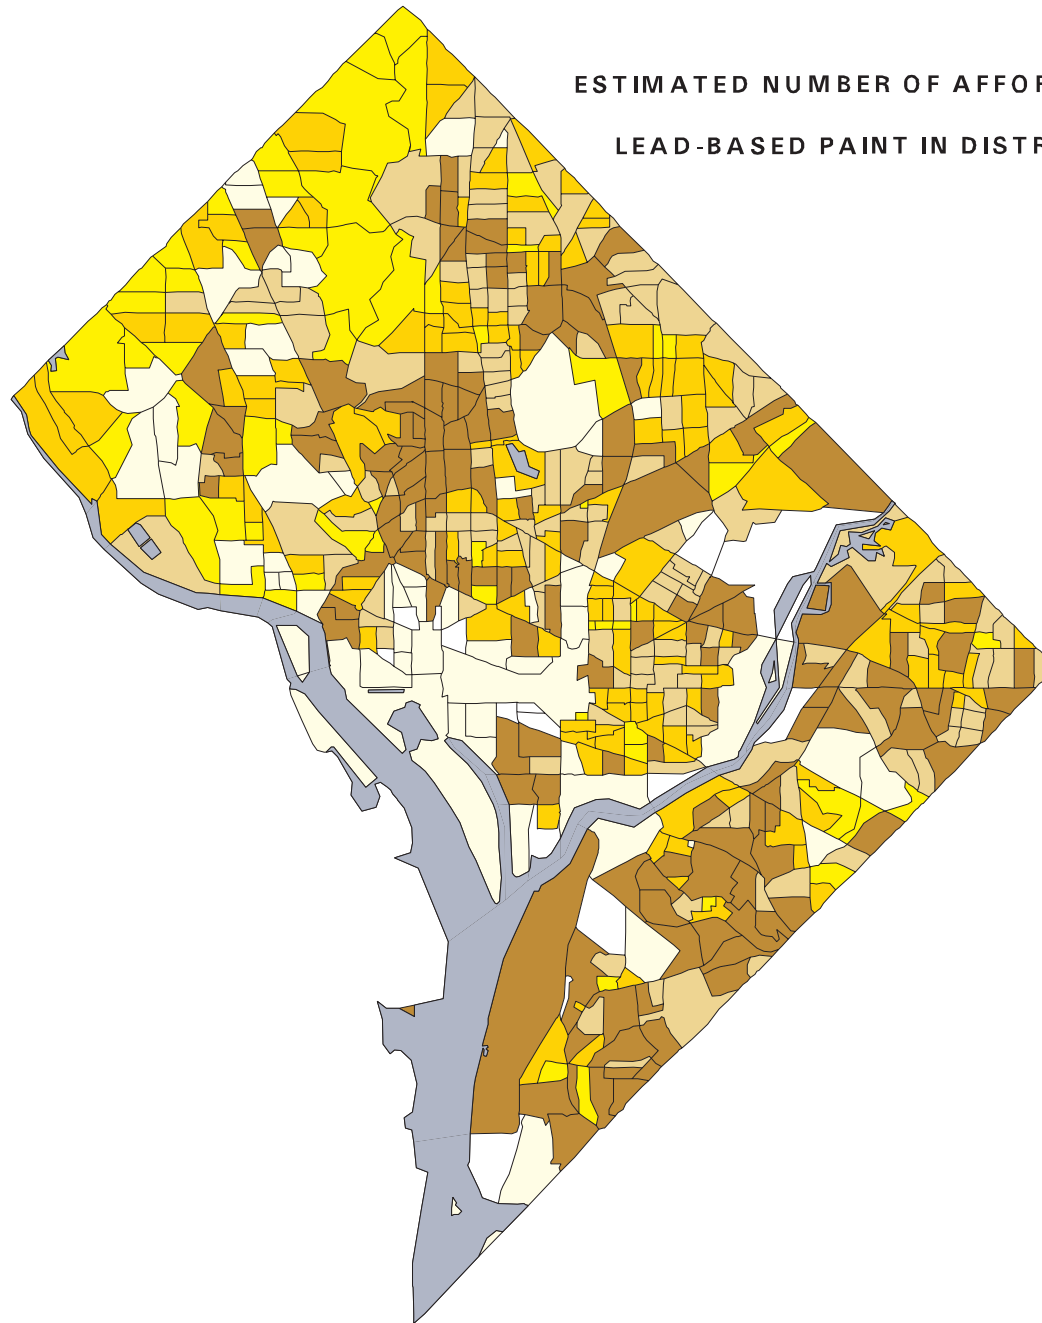 ESTIMATED NUMBER OF AFFOR
LEAD-BASED PAINT IN DISTR